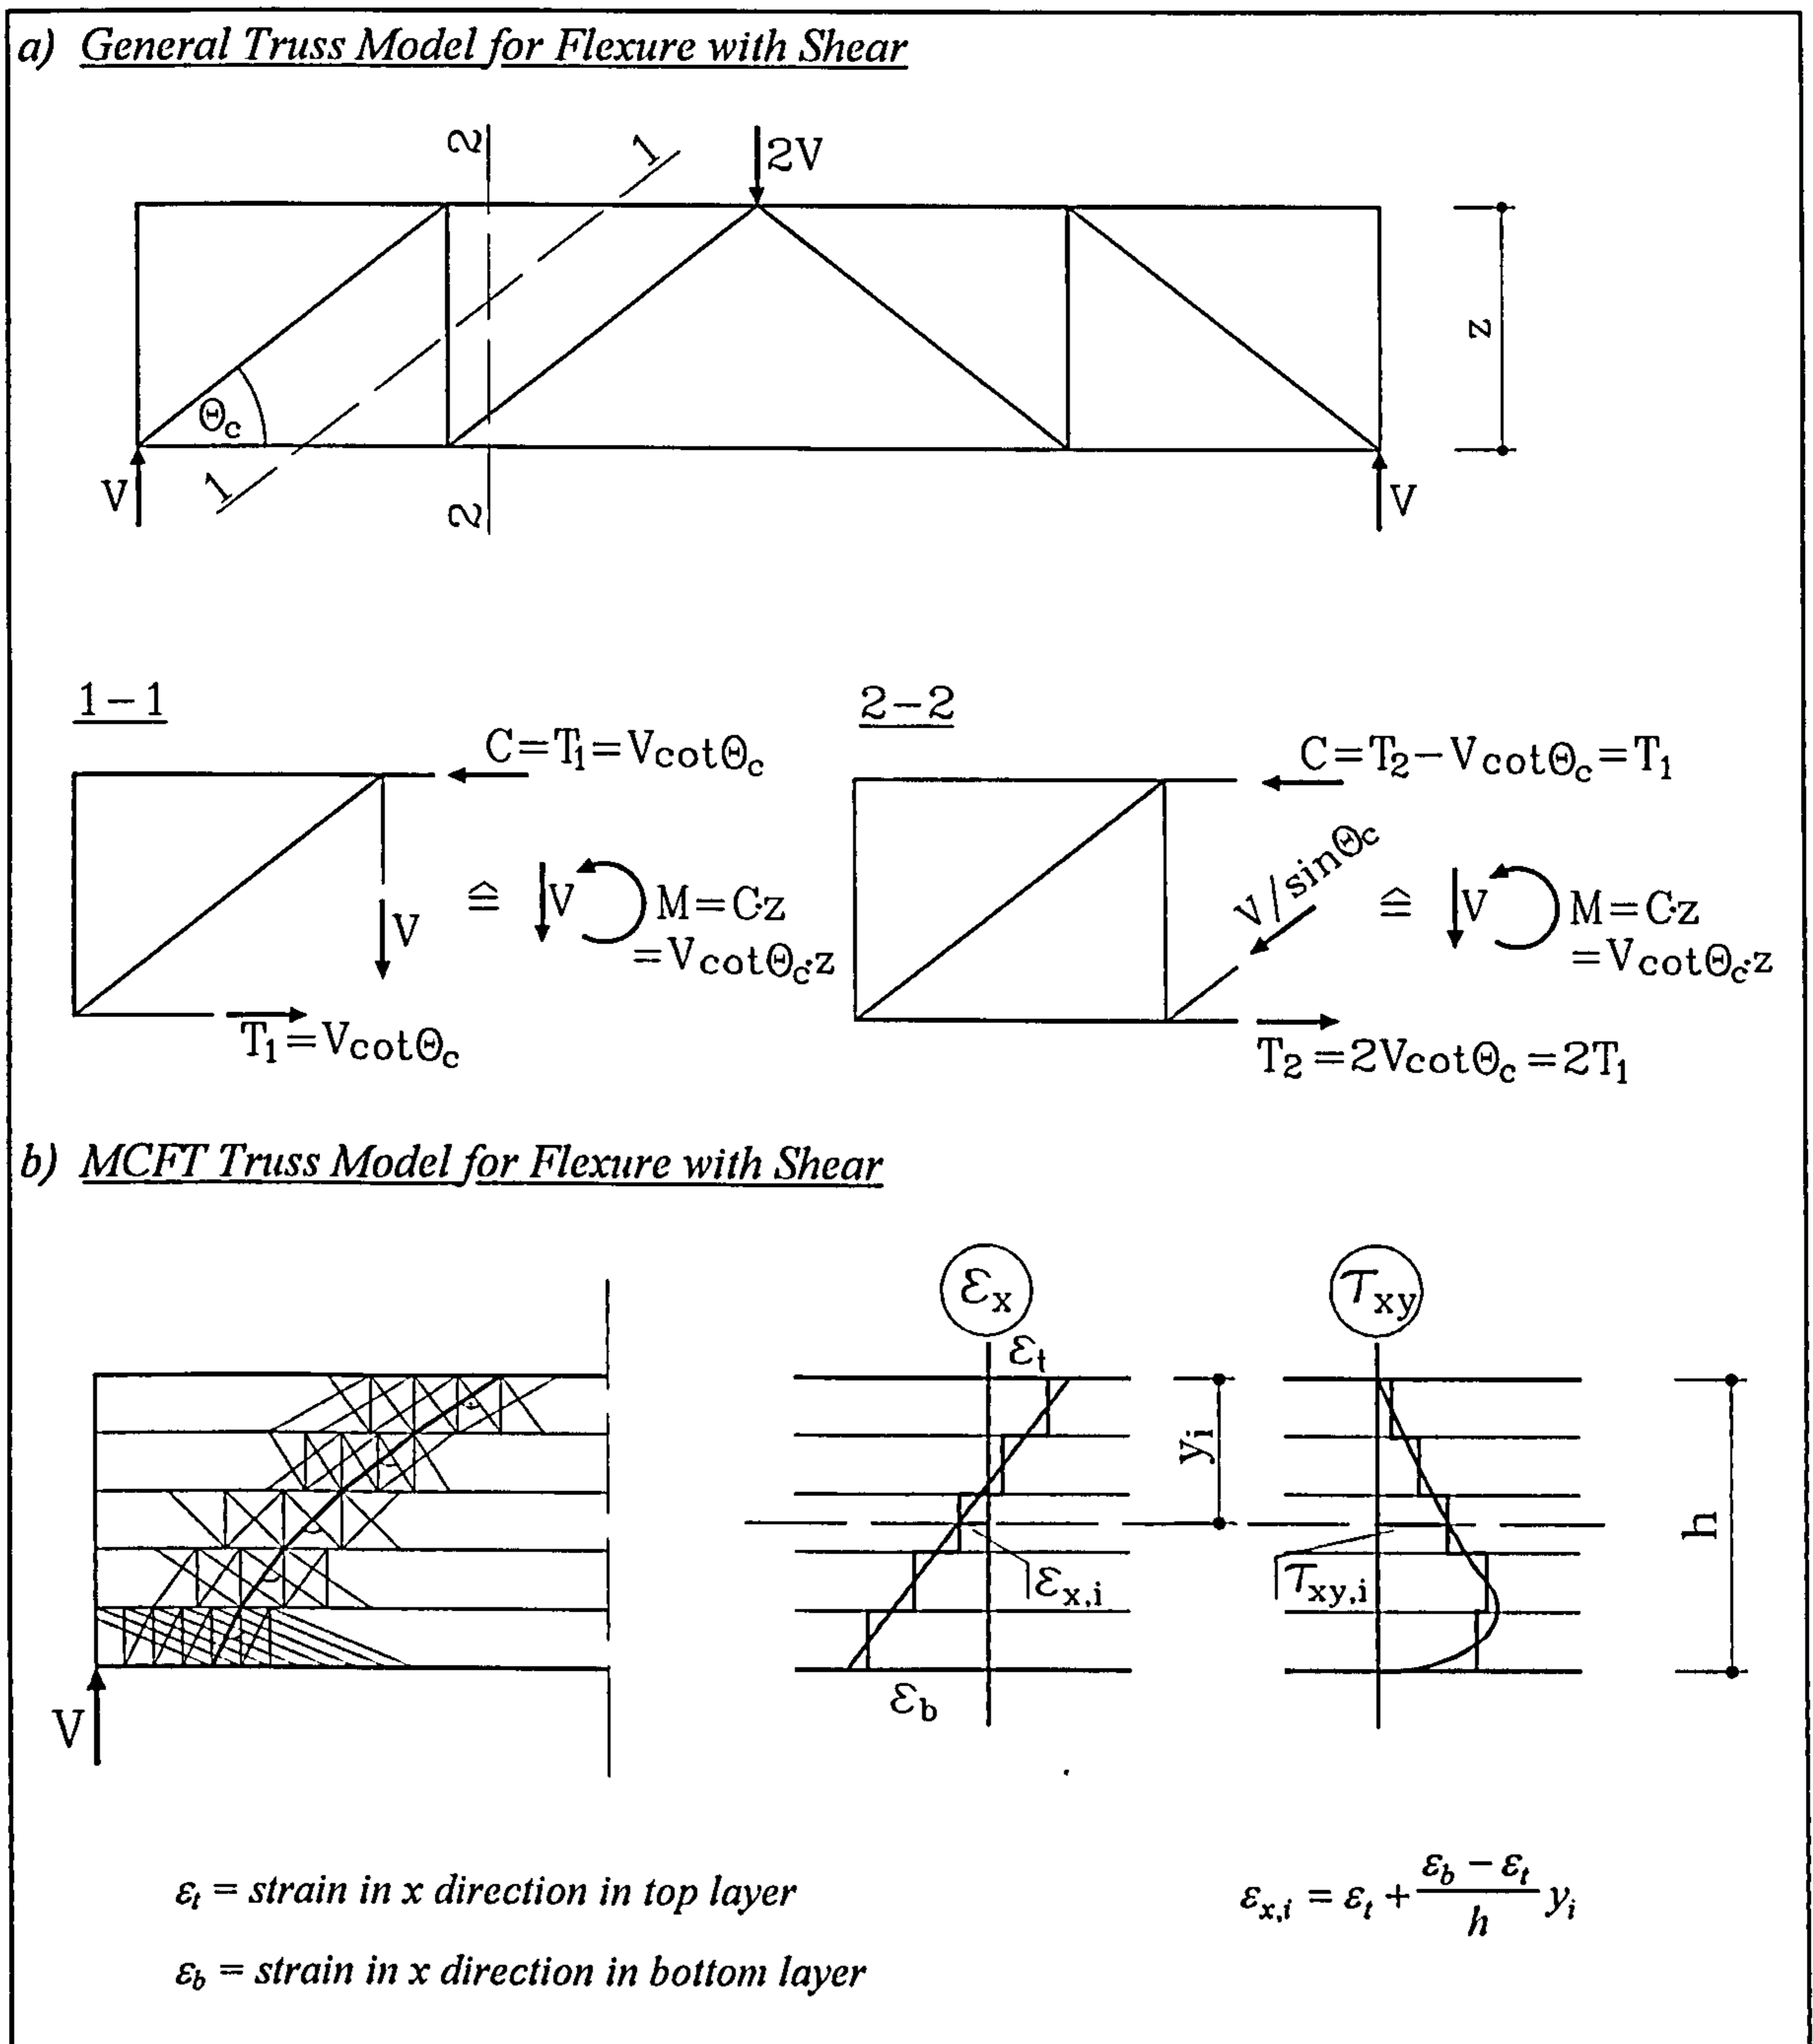 a) General Truss Model for Flexure with Shear
2
1
2V
z
Θc
V
1
2
V
1-1
C=T1=VcotΘc
V
≙
V
M=C·z
=VcotΘc·z
T1=VcotΘc
2-2
C=T2-VcotΘc=T1
V/sinΘc
≙
V
M=C·z
=VcotΘc·z
T2=2VcotΘc=2T1
b) MCFT Truss Model for Flexure with Shear
εx
τxy
εt
yi
h
εx,i
τxy,i
εb
V
εt = strain in x direction in top layer
εx,i = εt + (εb − εt)/h yi
εb = strain in x direction in bottom layer